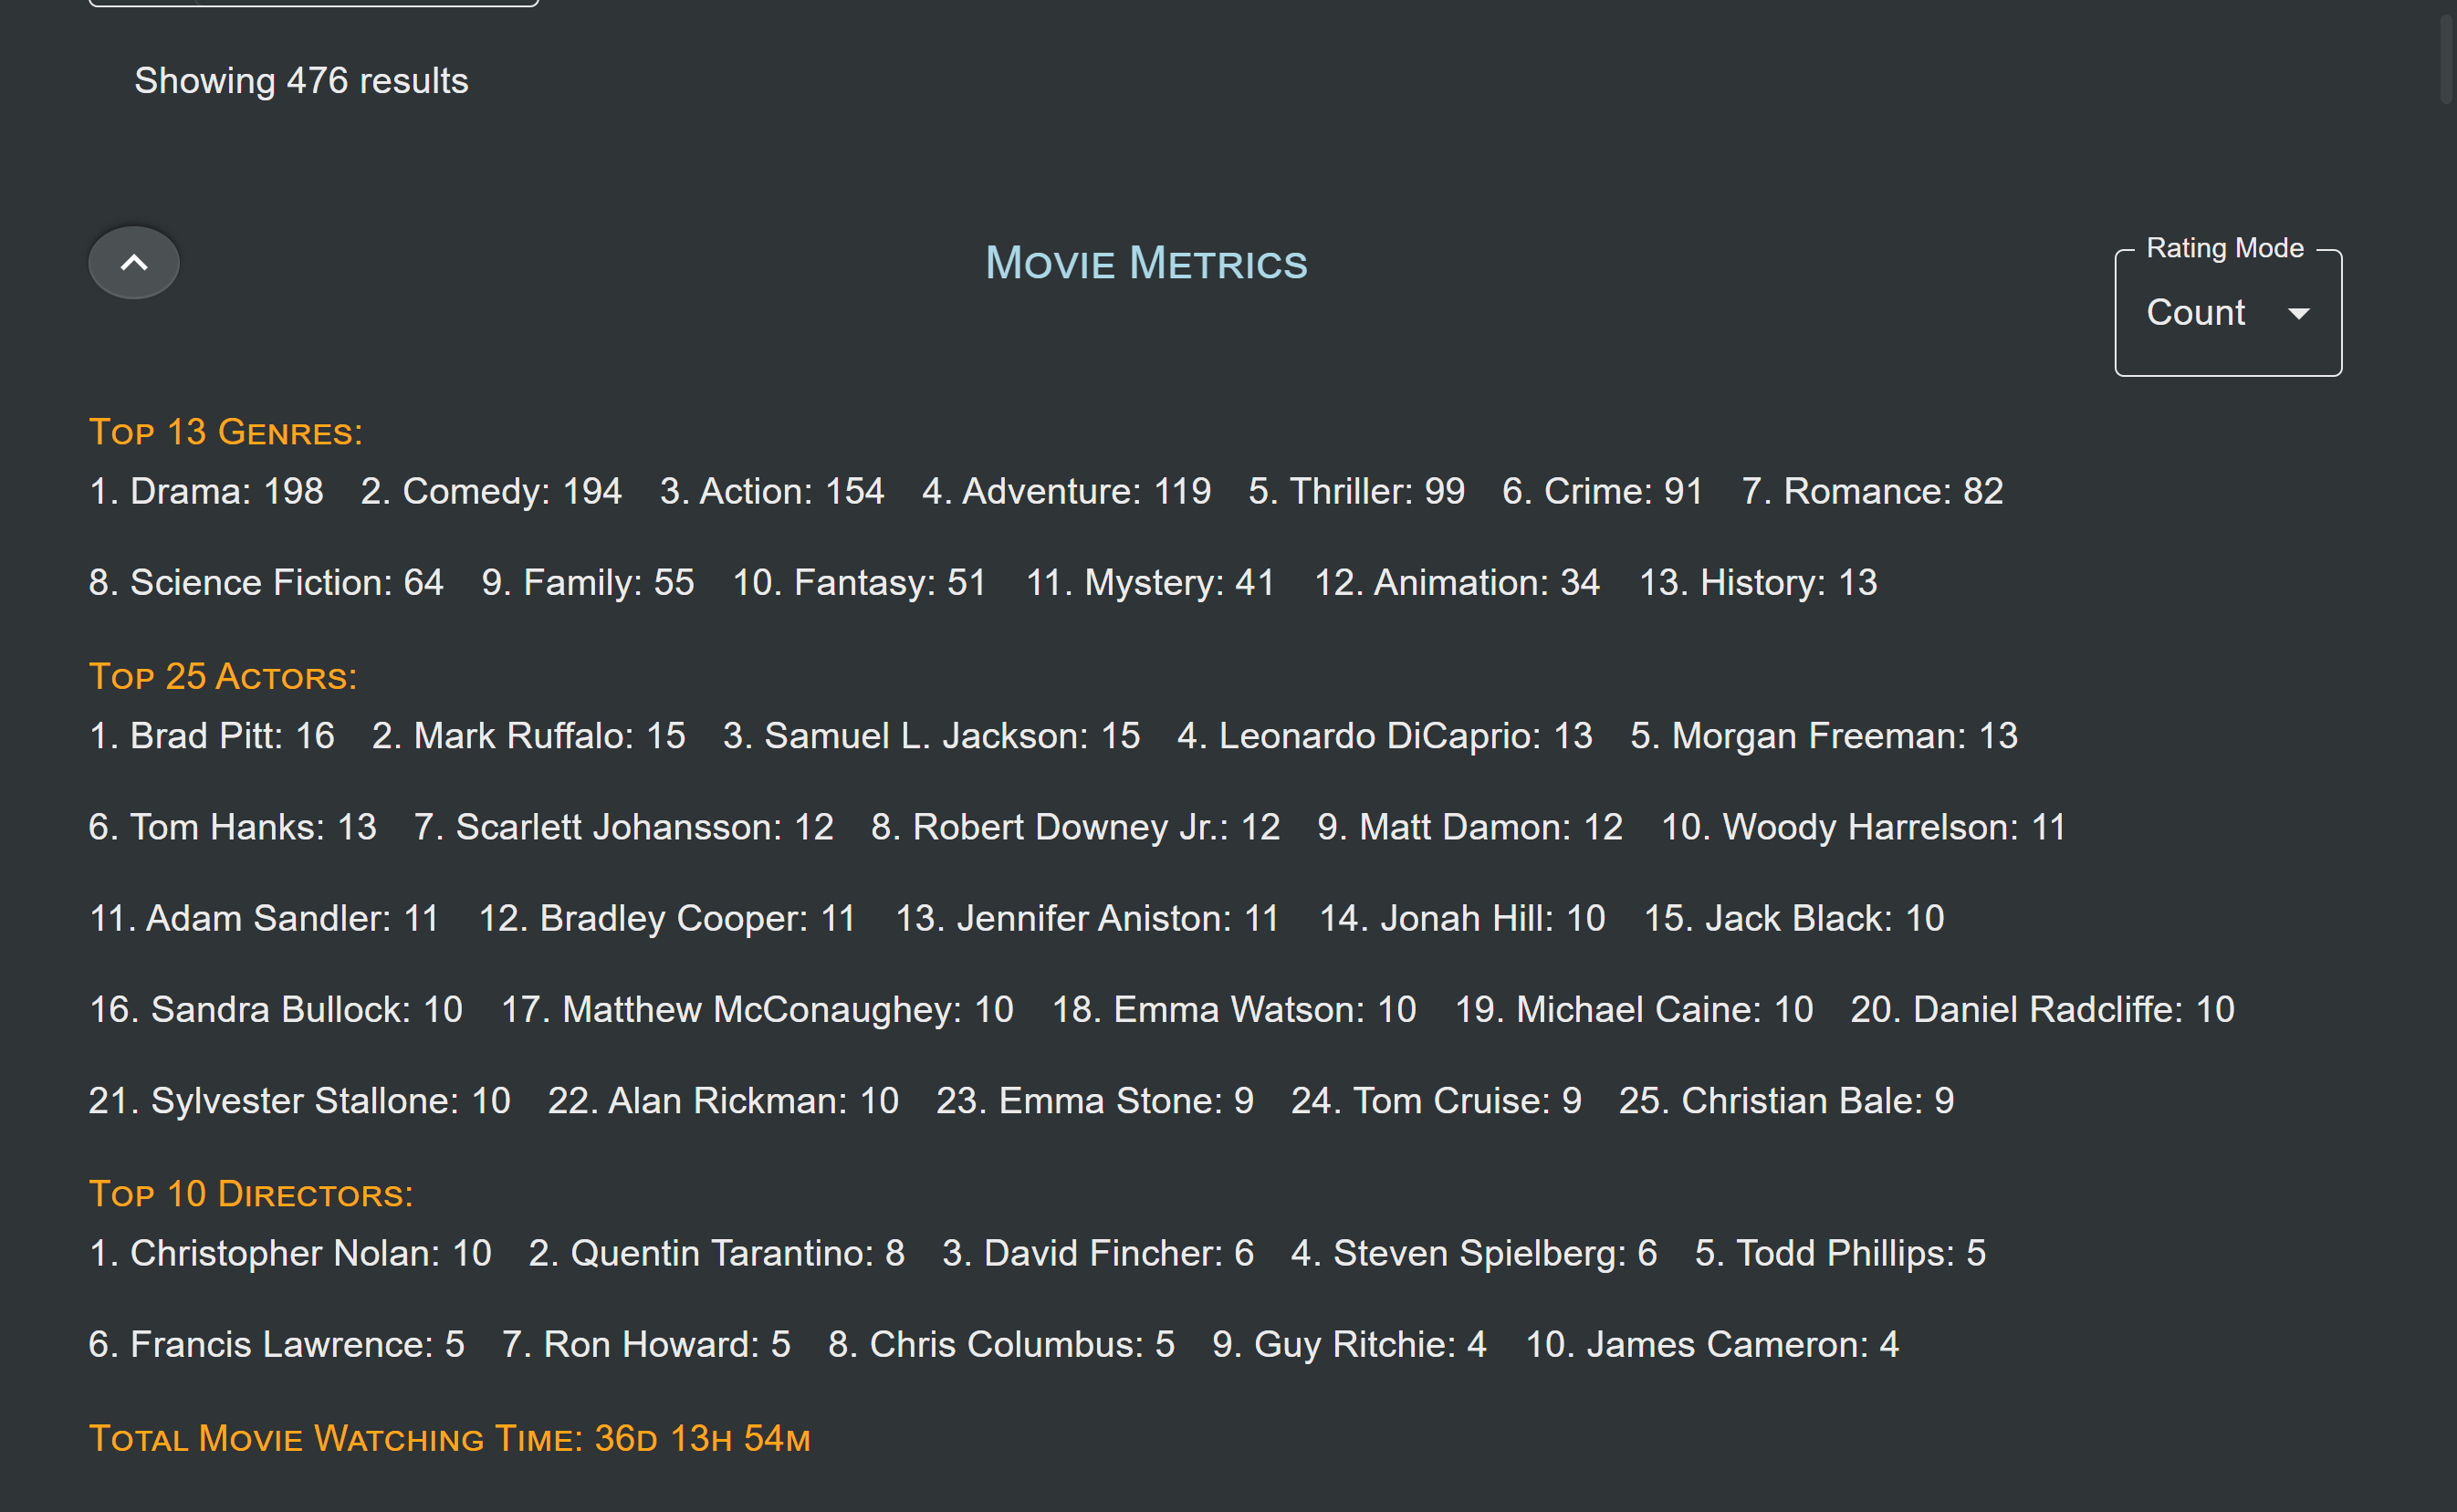 Showing 476 results
Movie Metrics
Rating Mode
Count
Top 13 Genres:
1. Drama: 198 2. Comedy: 194 3. Action: 154 4. Adventure: 119 5. Thriller: 99 6. Crime: 91 7. Romance: 82
8. Science Fiction: 64 9. Family: 55 10. Fantasy: 51 11. Mystery: 41 12. Animation: 34 13. History: 13
Top 25 Actors:
1. Brad Pitt: 16 2. Mark Ruffalo: 15 3. Samuel L. Jackson: 15 4. Leonardo DiCaprio: 13 5. Morgan Freeman: 13
6. Tom Hanks: 13 7. Scarlett Johansson: 12 8. Robert Downey Jr.: 12 9. Matt Damon: 12 10. Woody Harrelson: 11
11. Adam Sandler: 11 12. Bradley Cooper: 11 13. Jennifer Aniston: 11 14. Jonah Hill: 10 15. Jack Black: 10
16. Sandra Bullock: 10 17. Matthew McConaughey: 10 18. Emma Watson: 10 19. Michael Caine: 10 20. Daniel Radcliffe: 10
21. Sylvester Stallone: 10 22. Alan Rickman: 10 23. Emma Stone: 9 24. Tom Cruise: 9 25. Christian Bale: 9
Top 10 Directors:
1. Christopher Nolan: 10 2. Quentin Tarantino: 8 3. David Fincher: 6 4. Steven Spielberg: 6 5. Todd Phillips: 5
6. Francis Lawrence: 5 7. Ron Howard: 5 8. Chris Columbus: 5 9. Guy Ritchie: 4 10. James Cameron: 4
Total Movie Watching Time: 36d 13h 54m